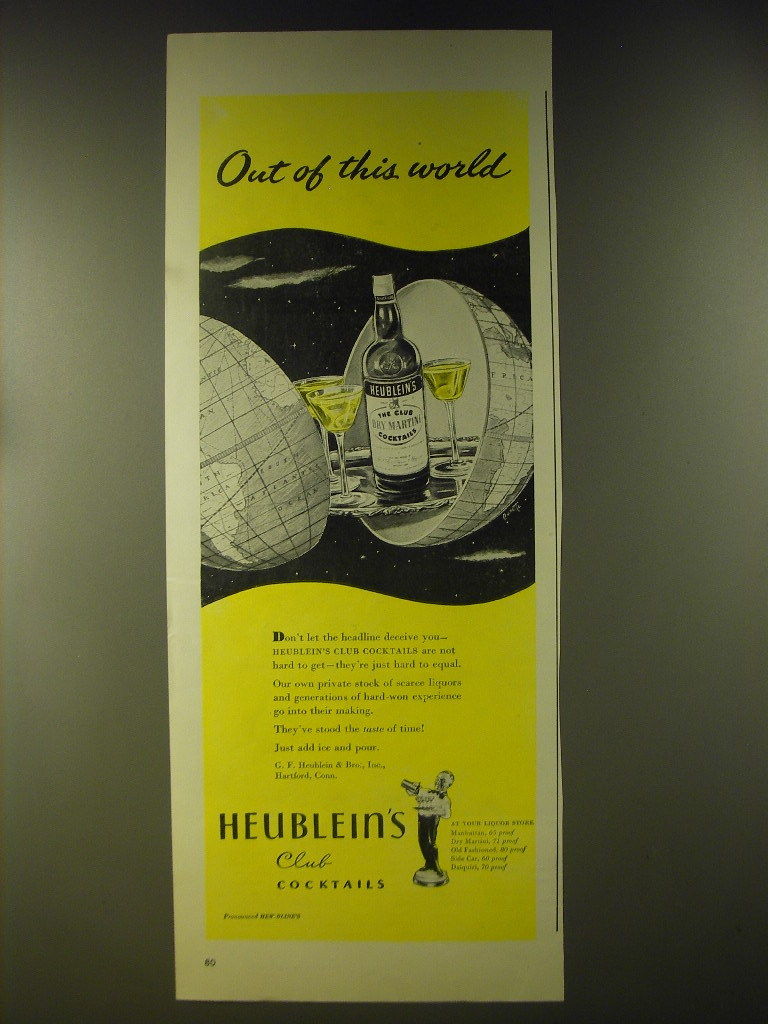 Out of this world
HEUBLEIN'S
THE CLUB
DRY MARTINI
COCKTAILS
Don't let the headline deceive you—
HEUBLEIN'S CLUB COCKTAILS are not
hard to get—they're just hard to equal.
Our own private stock of scarce liquors
and generations of hard-won experience
go into their making.
They've stood the taste of time!
Just add ice and pour.
G. F. Heublein & Bro., Inc.,
Hartford, Conn.
HEUBLEIN'S
Club
COCKTAILS
AT YOUR LIQUOR STORE
Manhattan, 65 proof
Dry Martini, 71 proof
Old Fashioned, 80 proof
Side Car, 60 proof
Daiquiri, 70 proof
Pronounced HEW-BLINE'S
60